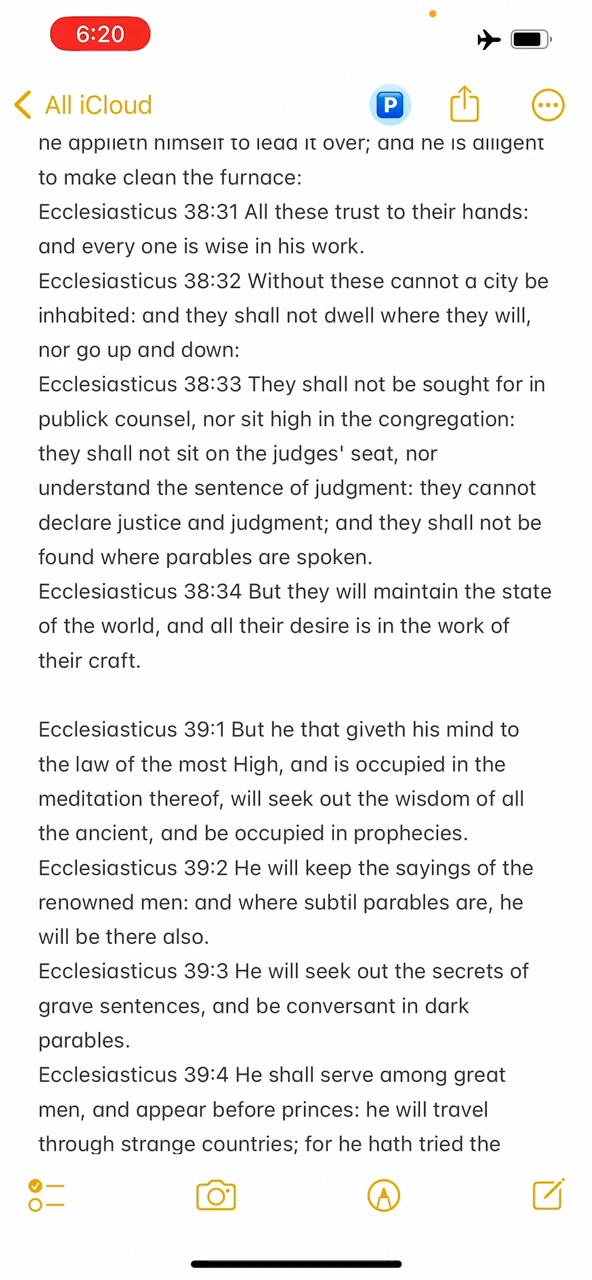 6:20
All iCloud
P
he applieth himself to lead it over; and he is diligent
to make clean the furnace:
Ecclesiasticus 38:31 All these trust to their hands:
and every one is wise in his work.
Ecclesiasticus 38:32 Without these cannot a city be
inhabited: and they shall not dwell where they will,
nor go up and down:
Ecclesiasticus 38:33 They shall not be sought for in
publick counsel, nor sit high in the congregation:
they shall not sit on the judges' seat, nor
understand the sentence of judgment: they cannot
declare justice and judgment; and they shall not be
found where parables are spoken.
Ecclesiasticus 38:34 But they will maintain the state
of the world, and all their desire is in the work of
their craft.
Ecclesiasticus 39:1 But he that giveth his mind to
the law of the most High, and is occupied in the
meditation thereof, will seek out the wisdom of all
the ancient, and be occupied in prophecies.
Ecclesiasticus 39:2 He will keep the sayings of the
renowned men: and where subtil parables are, he
will be there also.
Ecclesiasticus 39:3 He will seek out the secrets of
grave sentences, and be conversant in dark
parables.
Ecclesiasticus 39:4 He shall serve among great
men, and appear before princes: he will travel
through strange countries; for he hath tried the